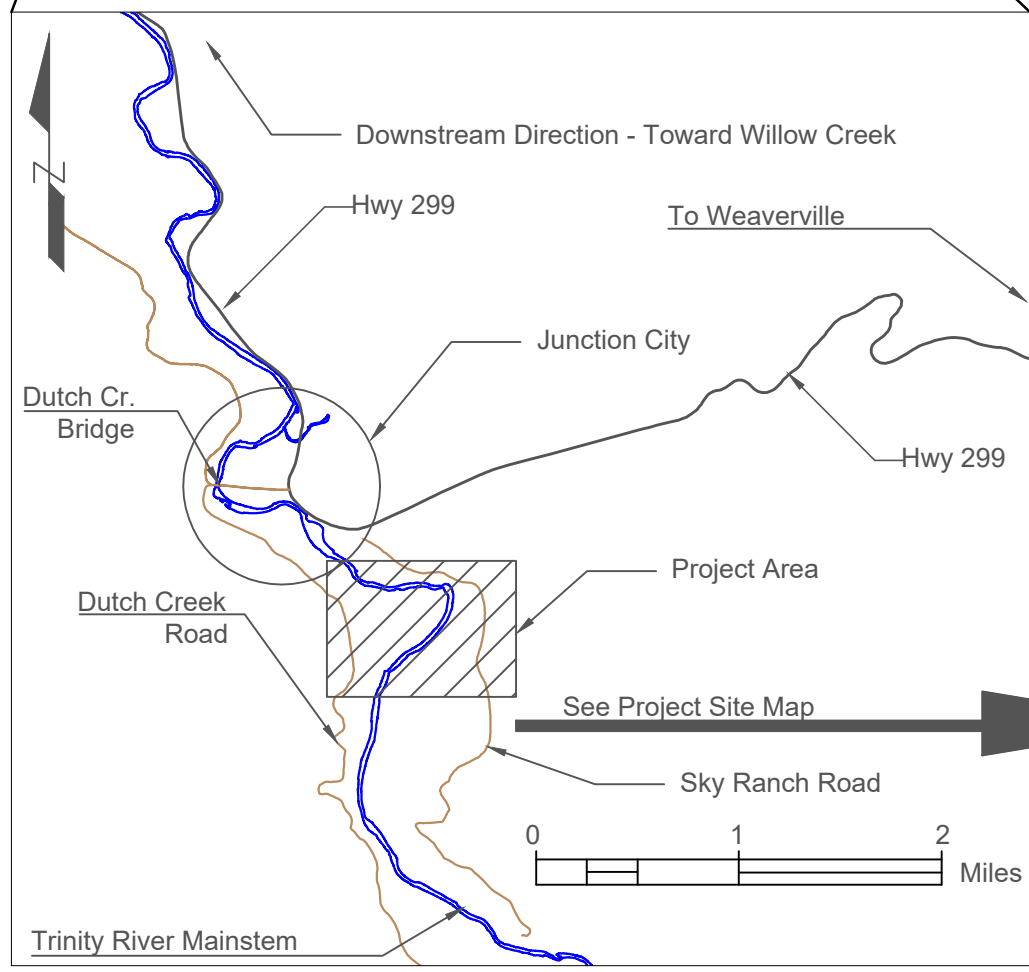 Downstream Direction - Toward Willow Creek
N
Hwy 299
To Weaverville
Junction City
Dutch Cr.
Bridge
Hwy 299
Project Area
Dutch Creek
Road
See Project Site Map
Sky Ranch Road
0 1 2
Miles
Trinity River Mainstem